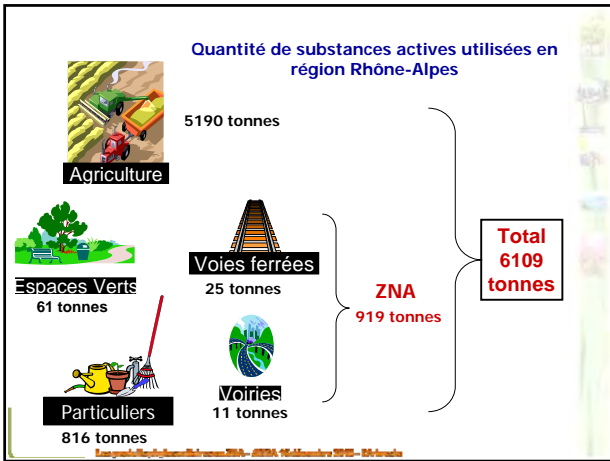 Quantité de substances actives utilisées en
région Rhône-Alpes
5190 tonnes
Agriculture
Espaces Verts
61 tonnes
Voies ferrées
25 tonnes
ZNA
919 tonnes
Total
6109
tonnes
Particuliers
816 tonnes
Voiries
11 tonnes
ZNA